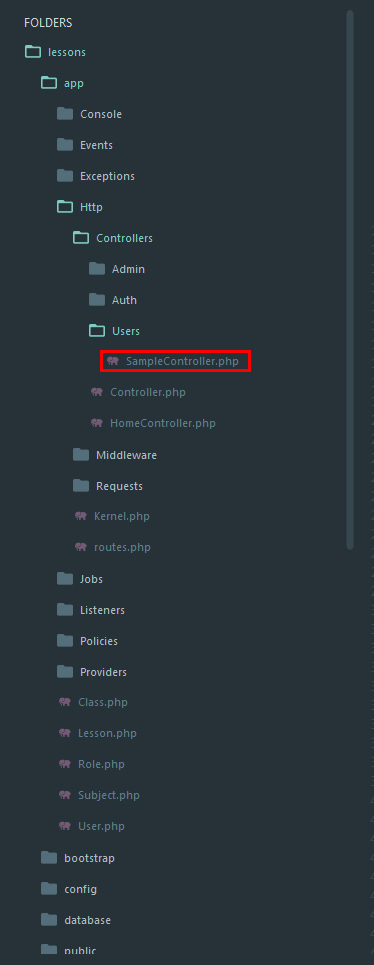 FOLDERS
lessons
app
Console
Events
Exceptions
Http
Controllers
Admin
Auth
Users
SampleController.php
Controller.php
HomeController.php
Middleware
Requests
Kernel.php
routes.php
Jobs
Listeners
Policies
Providers
Class.php
Lesson.php
Role.php
Subject.php
User.php
bootstrap
config
database
public